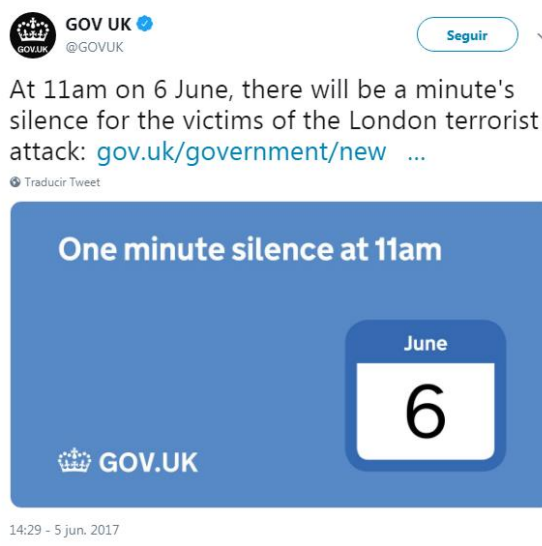 GOV UK
@GOVUK
Seguir
At 11am on 6 June, there will be a minute's
silence for the victims of the London terrorist
attack: gov.uk/government/new ...
Traducir Tweet
One minute silence at 11am
June
6
GOV.UK
GOV.UK
14:29 - 5 jun. 2017